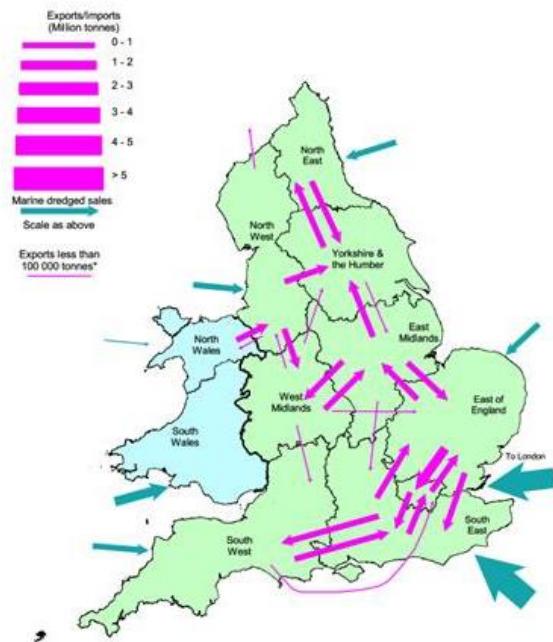 Exports/Imports
(Million tonnes)
0 - 1
1 - 2
2 - 3
3 - 4
4 - 5
> 5
Marine dredged sales
Scale as above
Exports less than
100 000 tonnes*
North
East
North
West
Yorkshire &
the Humber
North
Wales
East
Midlands
West
Midlands
East of
England
South
Wales
To London
South
East
South
West